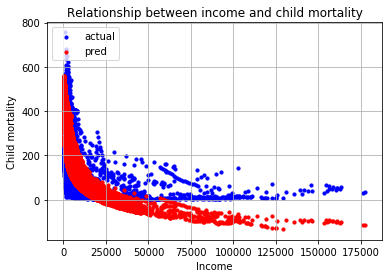 Relationship between income and child mortality
actual
pred
800
600
400
200
0
Child mortality
0
25000
50000
75000
100000
125000
150000
175000
Income